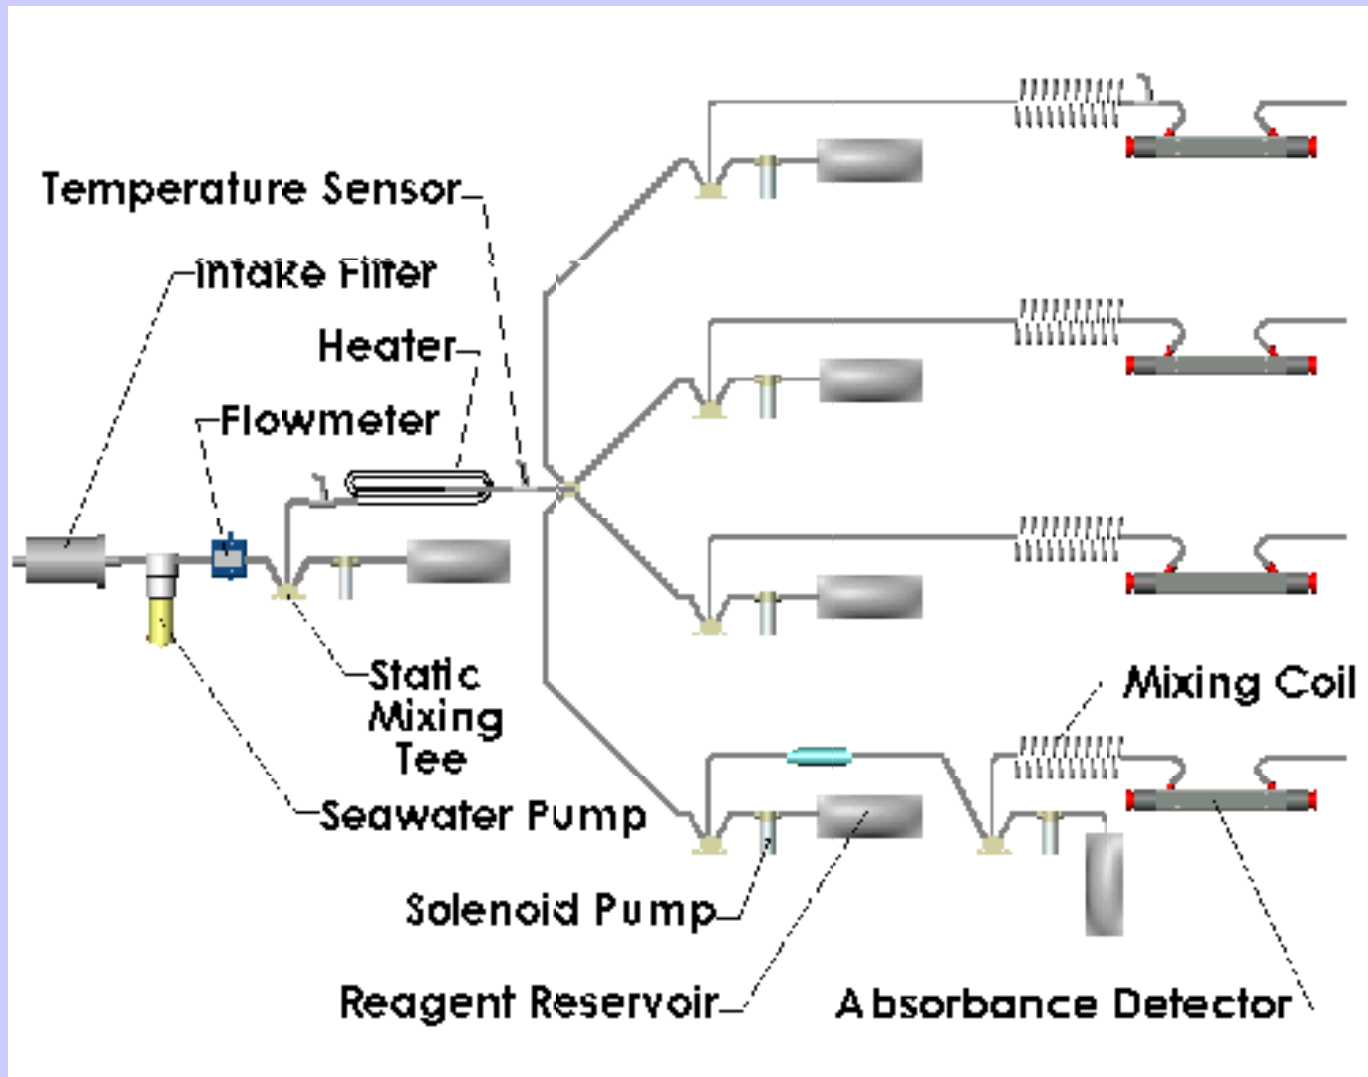 Temperature Sensor
Intake Filter
Heater
Flowmeter
Static
Mixing
Tee
Mixing Coil
Seawater Pump
Solenoid Pump
Reagent Reservoir
Absorbance Detector